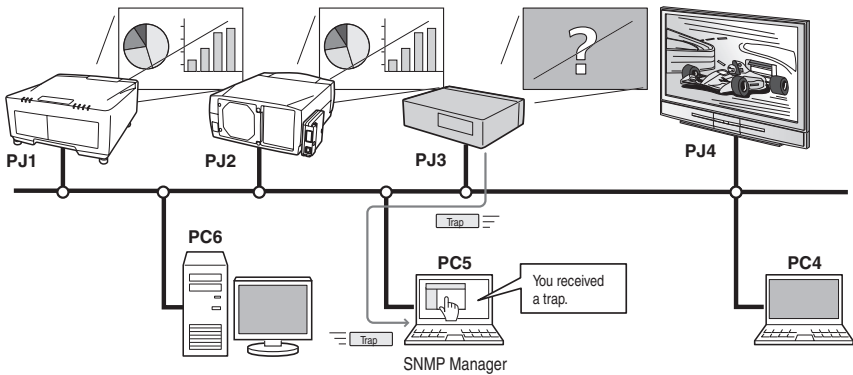 ?
PJ1
PJ2
PJ3
PJ4
Trap
PC6
PC5
PC4
You received
a trap.
Trap
SNMP Manager